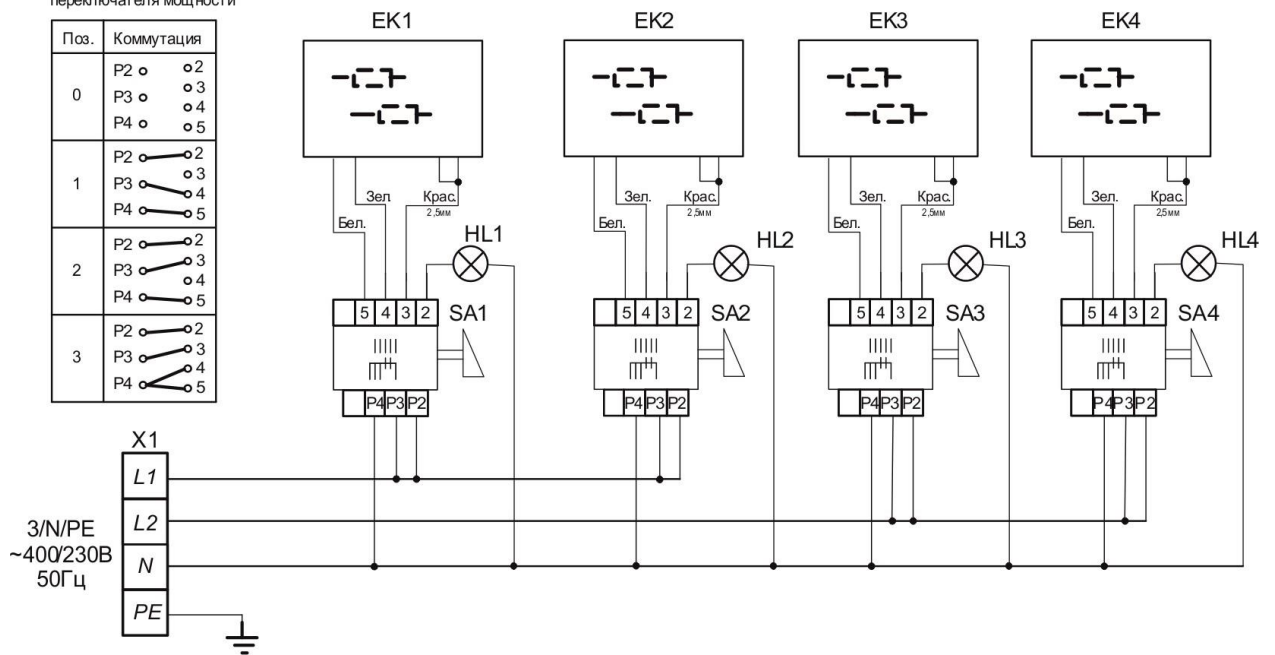 переключателя мощности
Поз. Коммутация
0
P2 2
P3 3
4
P4 5
1
P2 2
3
P3 4
P4 5
2
P2 2
P3 3
4
P4 5
3
P2 2
P3 3
4
P4 5
EK1 EK2 EK3 EK4
Зел Крас. Зел. Крас. Зел. Крас. Зел. Крас.
2,5мм 2,5мм 2,5мм 25мм
Бел. Бел. Бел. Бел.
HL1 HL2 HL3 HL4
5 4 3 2 SA1 5 4 3 2 SA2 5 4 3 2 SA3 5 4 3 2 SA4
P4 P3 P2 P4 P3 P2 P4 P3 P2 P4 P3 P2
X1
L1
L2
N
PE
3/N/PE
~400/230В
50Гц